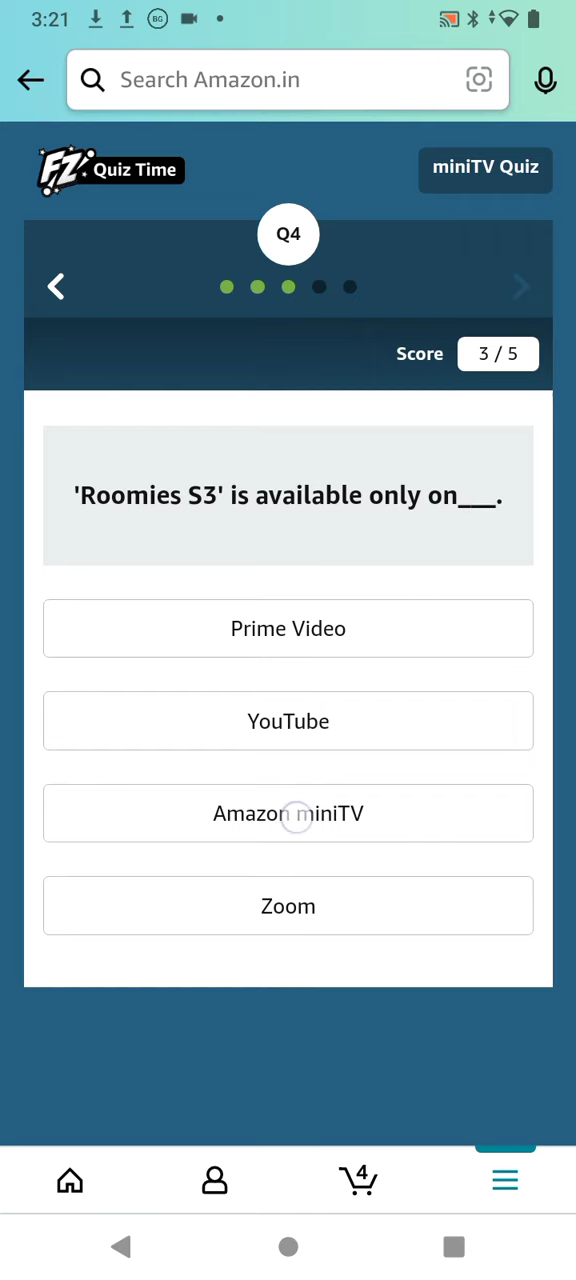 3:21
BG
Search Amazon.in
FZ Quiz Time
miniTV Quiz
Q4
Score 3 / 5
'Roomies S3' is available only on___.
Prime Video
YouTube
Amazon miniTV
Zoom
4